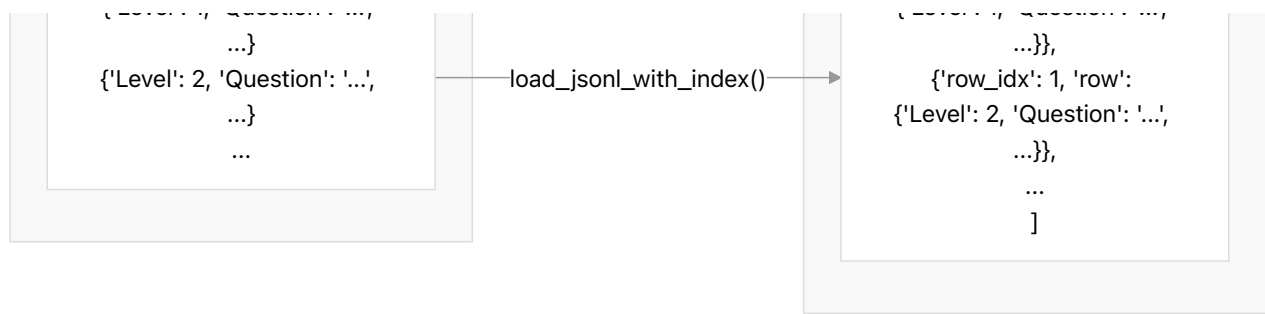 ...}
{'Level': 2, 'Question': '...',
...}
...
load_jsonl_with_index()
...}},
{'row_idx': 1, 'row':
{'Level': 2, 'Question': '...',
...}},
...
]